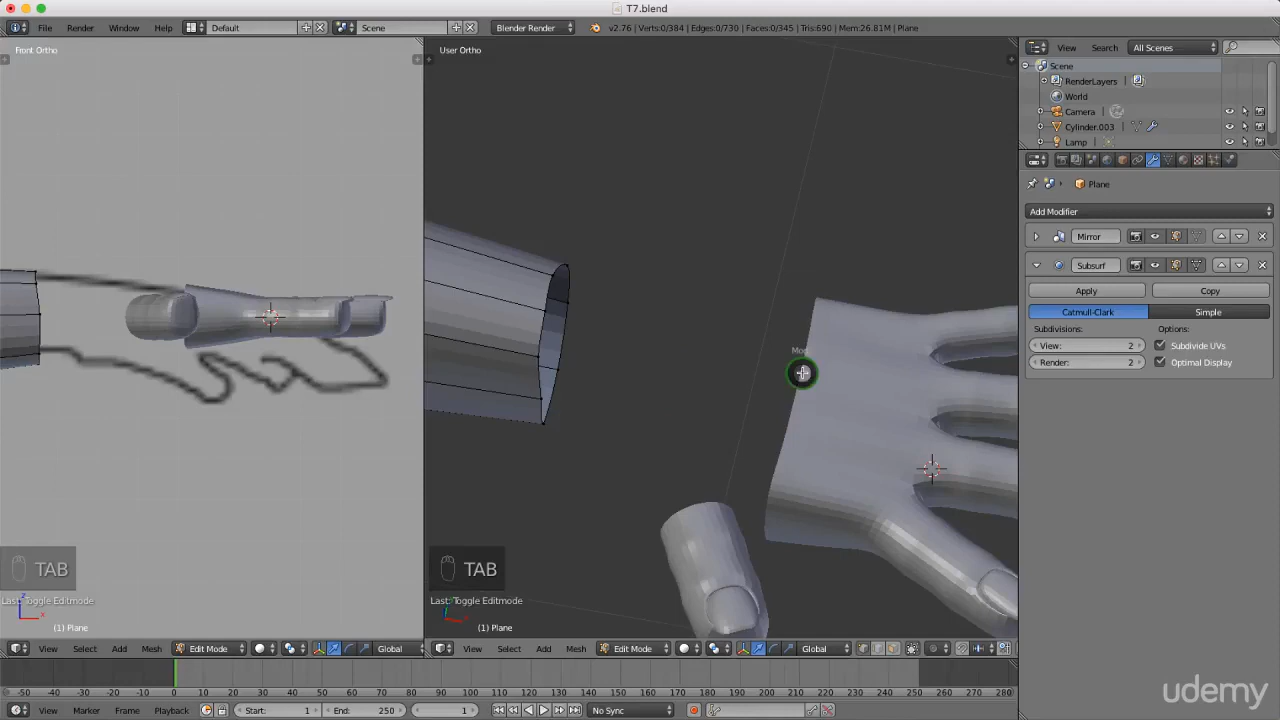 T7.blend
File Render Window Help Default Scene Blender Render v2.76 | Verts:0/384 | Edges:0/730 | Faces:0/345 | Tris:690 | Mem:26.81M | Plane
Front Ortho
User Ortho
View Search All Scenes
Scene
RenderLayers
World
Camera
Cylinder.003
Lamp
Plane
Add Modifier
Mirror
Subsurf
Apply Copy
Catmull-Clark Simple
Subdivisions: Options:
View: 2 Subdivide UVs
Render: 2 Optimal Display
TAB
Last: Toggle Editmode
(1) Plane
TAB
Last: Toggle Editmode
(1) Plane
View Select Add Mesh Edit Mode Global
View Select Add Mesh Edit Mode Global
-50 -40 -30 -20 -10 0 10 20 30 40 50 60 70 80 90 100 110 120 130 140 150 160 170 180 190 200 210 220 230 240 250 260 270 280
View Marker Frame Playback Start: 1 End: 250 1 No Sync
udemy